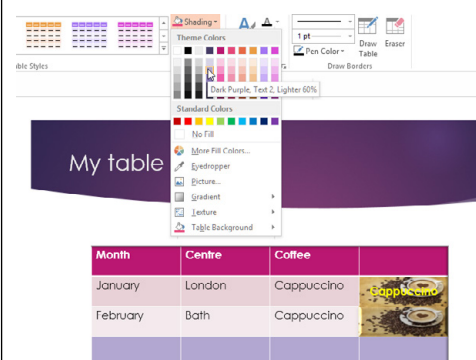 Shading
1 pt
Pen Color
Draw Table
Eraser
ble Styles
Draw Borders
Theme Colors
Dark Purple, Text 2, Lighter 60%
Standard Colors
No Fill
More Fill Colors...
Eyedropper
Picture...
Gradient
Texture
Table Background
My table
Month Centre Coffee
January London Cappuccino Cappuccino
February Bath Cappuccino